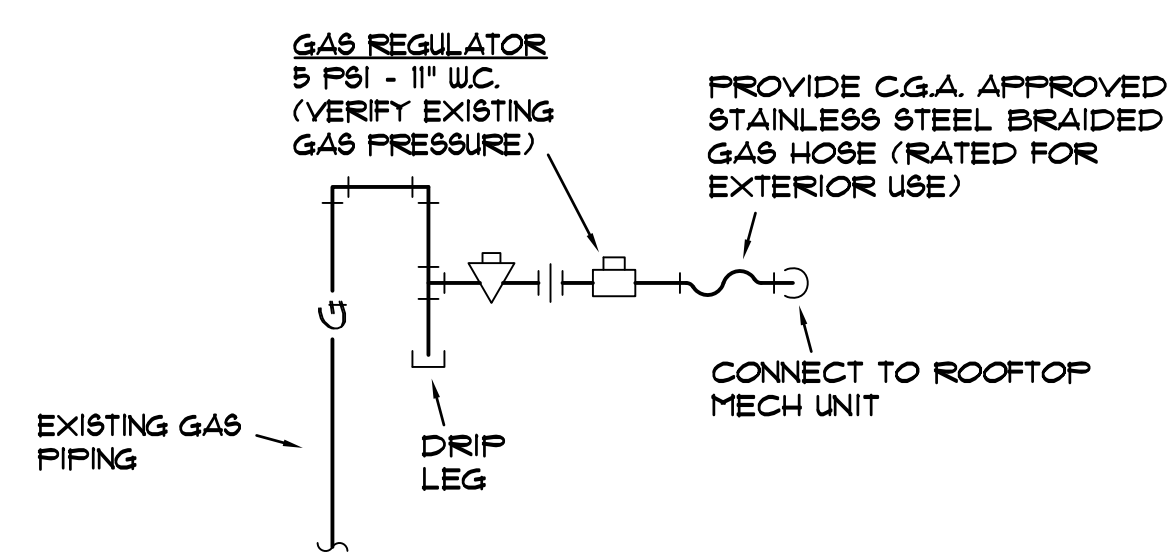 GAS REGULATOR
5 PSI - 11" W.C.
(VERIFY EXISTING
GAS PRESSURE)
PROVIDE C.G.A. APPROVED
STAINLESS STEEL BRAIDED
GAS HOSE (RATED FOR
EXTERIOR USE)
G
CONNECT TO ROOFTOP
MECH UNIT
EXISTING GAS
PIPING
DRIP
LEG